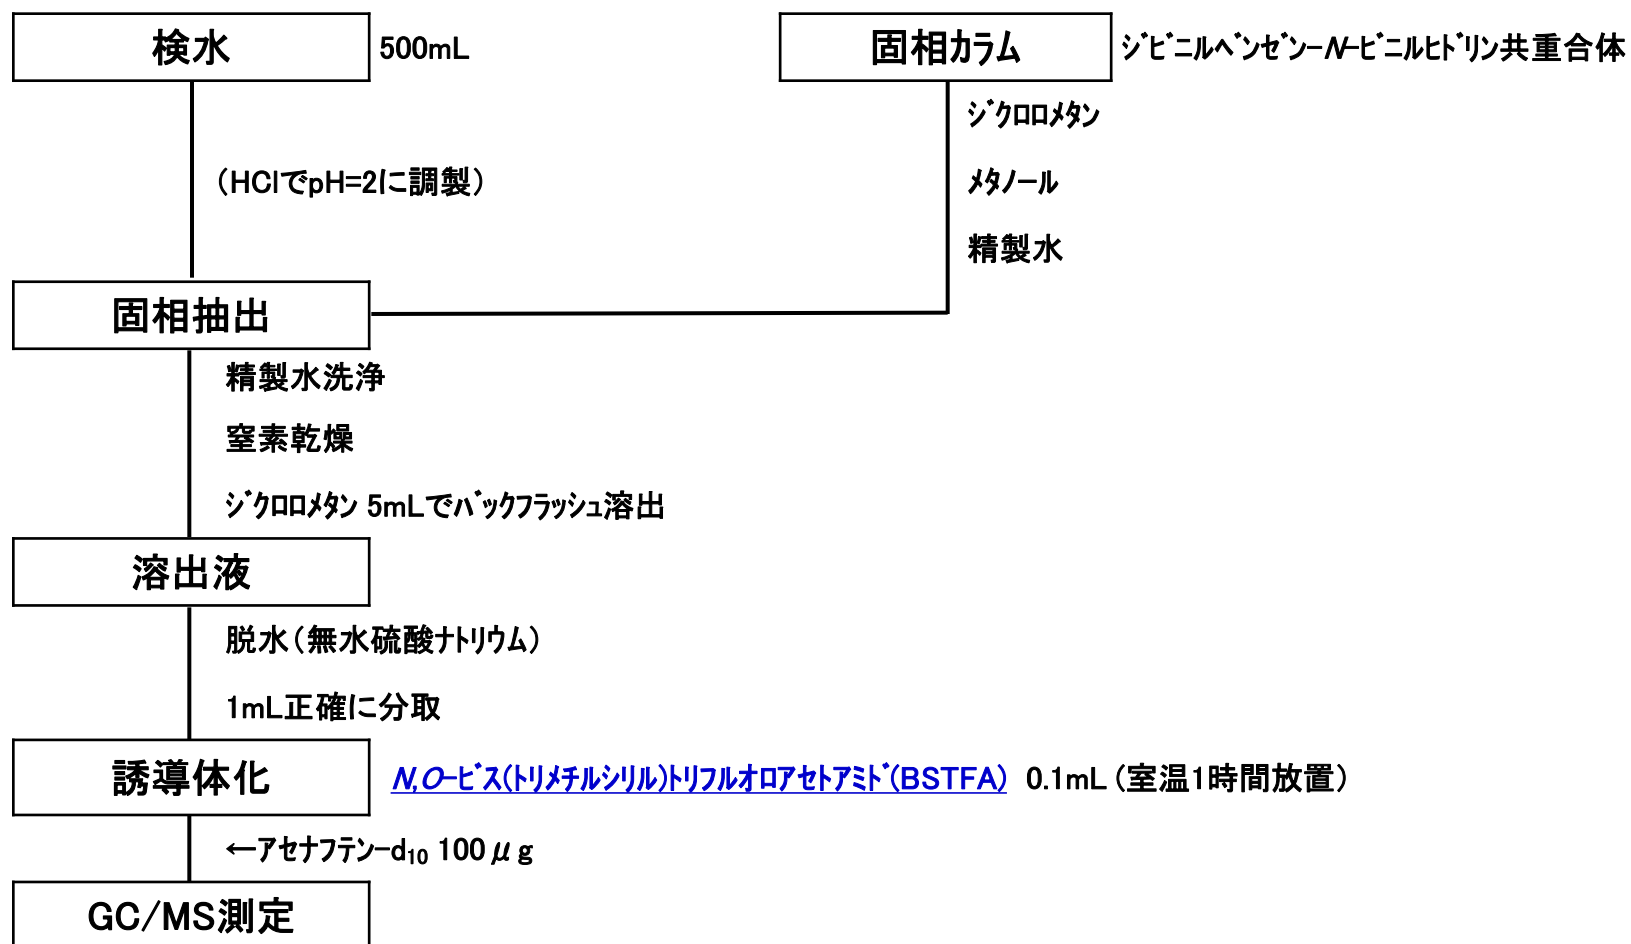 検水 500mL
固相ｶﾗﾑ ｼﾞﾋﾞﾆﾙﾍﾞﾝｾﾞﾝ-N-ﾋﾞﾆﾙﾋﾄﾞﾘﾝ共重合体
ｼﾞｸﾛﾛﾒﾀﾝ
(HClでpH=2に調製)
ﾒﾀﾉｰﾙ
精製水
固相抽出
精製水洗浄
窒素乾燥
ｼﾞｸﾛﾛﾒﾀﾝ 5mLでﾊﾞｯｸﾌﾗｯｼｭ溶出
溶出液
脱水(無水硫酸ﾅﾄﾘｳﾑ)
1mL正確に分取
誘導体化 N,O-ﾋﾞｽ(ﾄﾘﾒﾁﾙｼﾘﾙ)ﾄﾘﾌﾙｵﾛｱｾﾄｱﾐﾄﾞ(BSTFA) 0.1mL (室温1時間放置)
←ｱｾﾅﾌﾃﾝ-d₁₀ 100μg
GC/MS測定